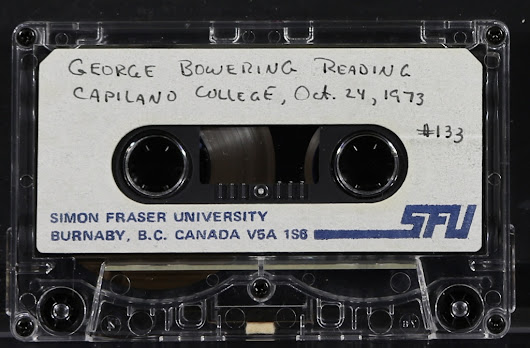 GEORGE BOWERING READING
CAPILANO COLLEGE, Oct. 24, 1973
#133
SIMON FRASER UNIVERSITY
BURNABY, B.C. CANADA V5A 1S6
SFU